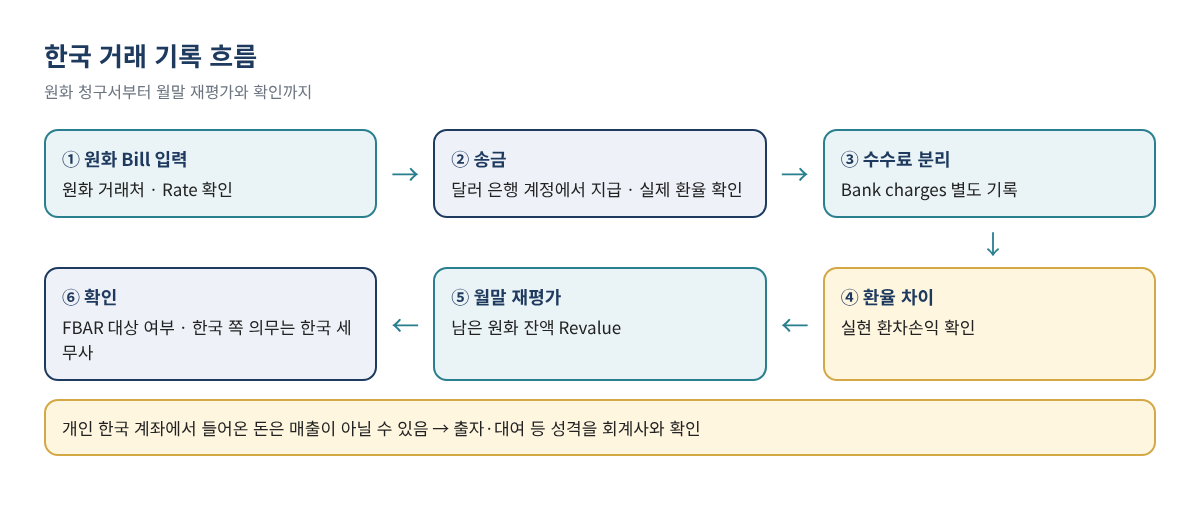 한국 거래 기록 흐름
원화 청구서부터 월말 재평가와 확인까지
① 원화 Bill 입력
원화 거래처 · Rate 확인
→
② 송금
달러 은행 계정에서 지급 · 실제 환율 확인
→
③ 수수료 분리
Bank charges 별도 기록
↓
④ 환율 차이
실현 환차손익 확인
←
⑤ 월말 재평가
남은 원화 잔액 Revalue
←
⑥ 확인
FBAR 대상 여부 · 한국 쪽 의무는 한국 세
무사
개인 한국 계좌에서 들어온 돈은 매출이 아닐 수 있음 → 출자·대여 등 성격을 회계사와 확인